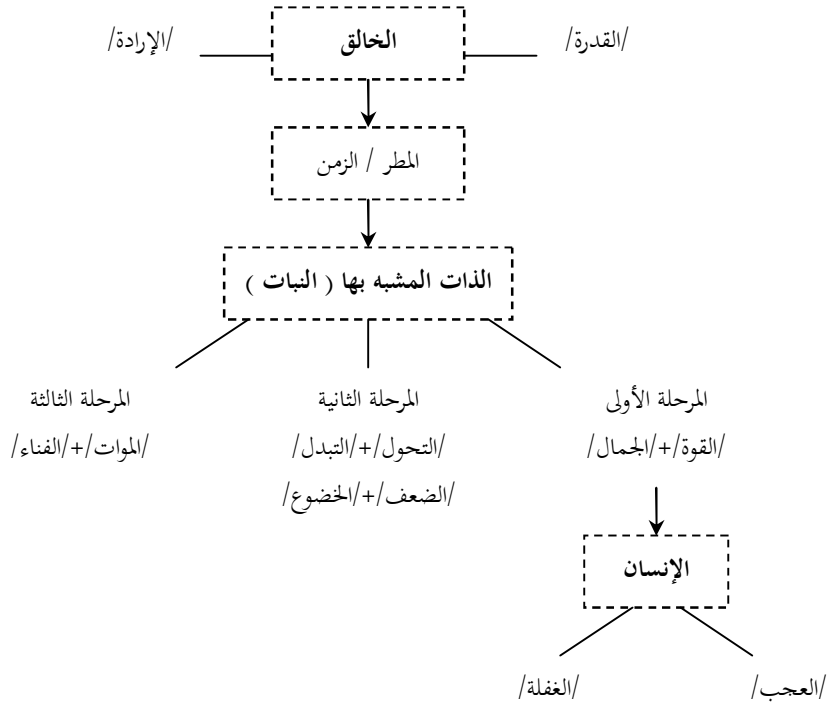 /القدرة/
الخالق
/الإرادة/
المطر / الزمن
الذات المشبه بها ( النبات )
المرحلة الأولى
/القوة/+/الجمال/
المرحلة الثانية
/التحول/+/التبدل/
/الضعف/+/الخضوع/
المرحلة الثالثة
/الموات/+/الفناء/
الإنسان
/العجب/
/الغفلة/